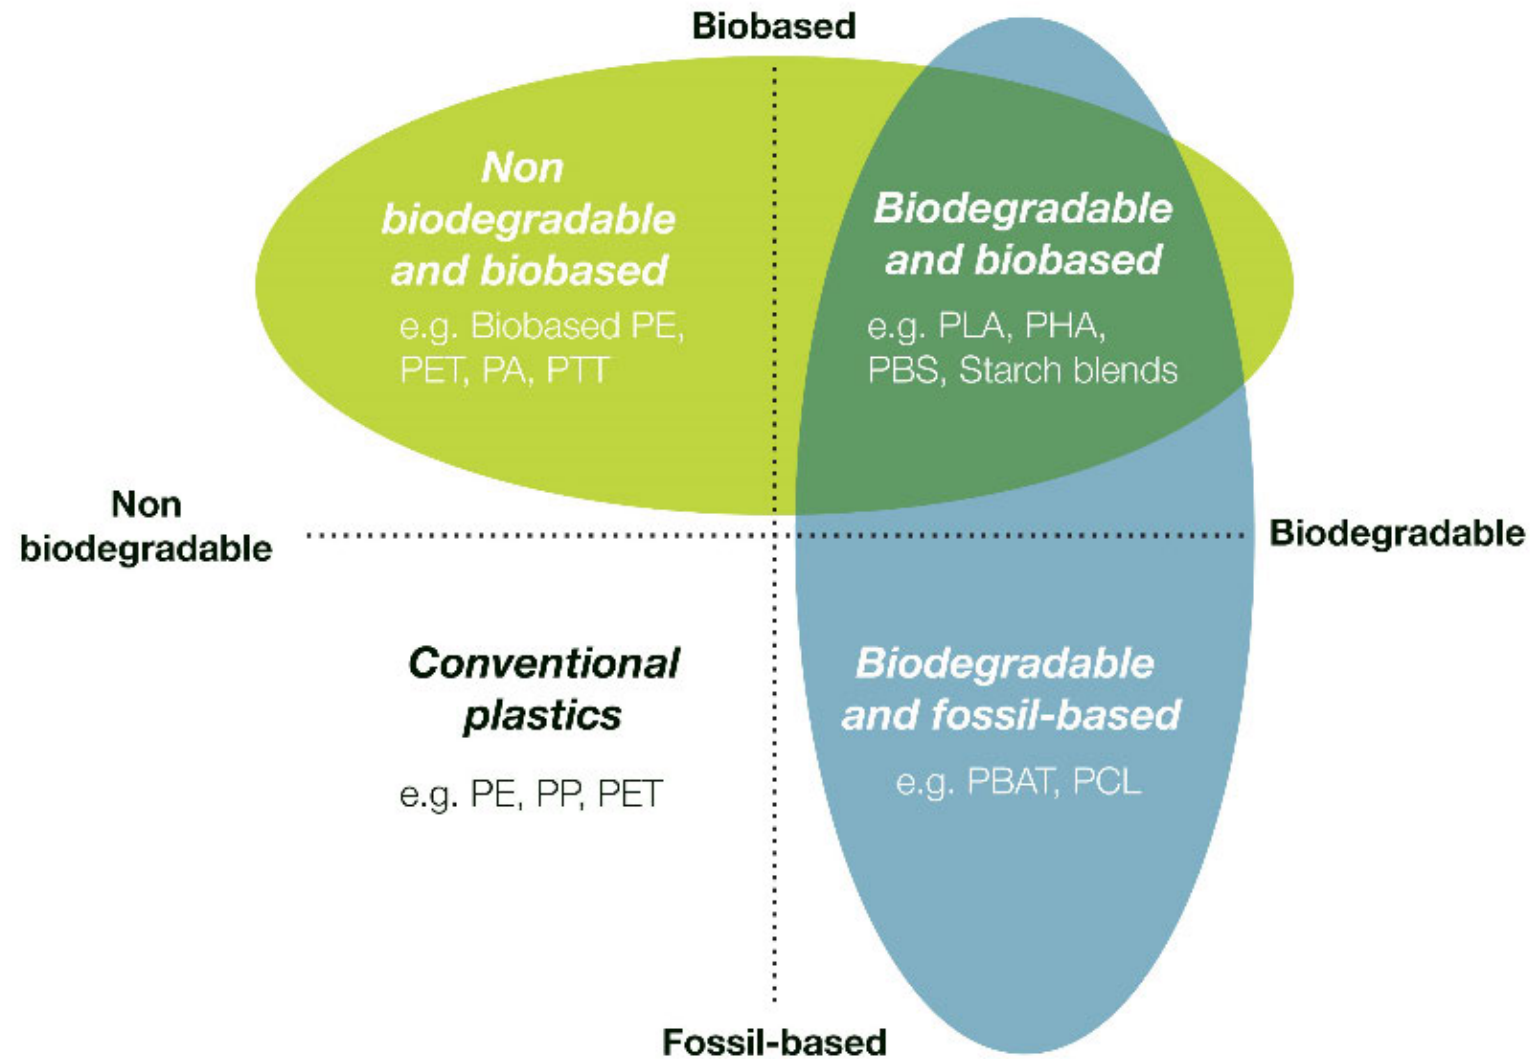 Biobased
Non
biodegradable
and biobased
e.g. Biobased PE,
PET, PA, PTT
Biodegradable
and biobased
e.g. PLA, PHA,
PBS, Starch blends
Non
biodegradable
Biodegradable
Conventional
plastics
e.g. PE, PP, PET
Biodegradable
and fossil-based
e.g. PBAT, PCL
Fossil-based